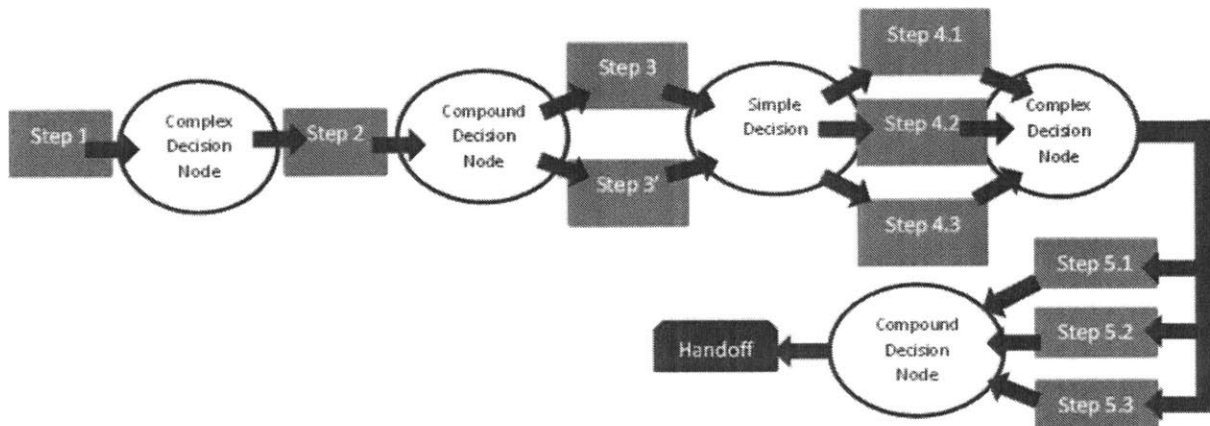 Step 1
Complex
Decision
Node
Step 2
Compound
Decision
Node
Step 3
Step 3'
Simple
Decision
Step 4.1
Step 4.2
Step 4.3
Complex
Decision
Node
Step 5.1
Step 5.2
Step 5.3
Compound
Decision
Node
Handoff